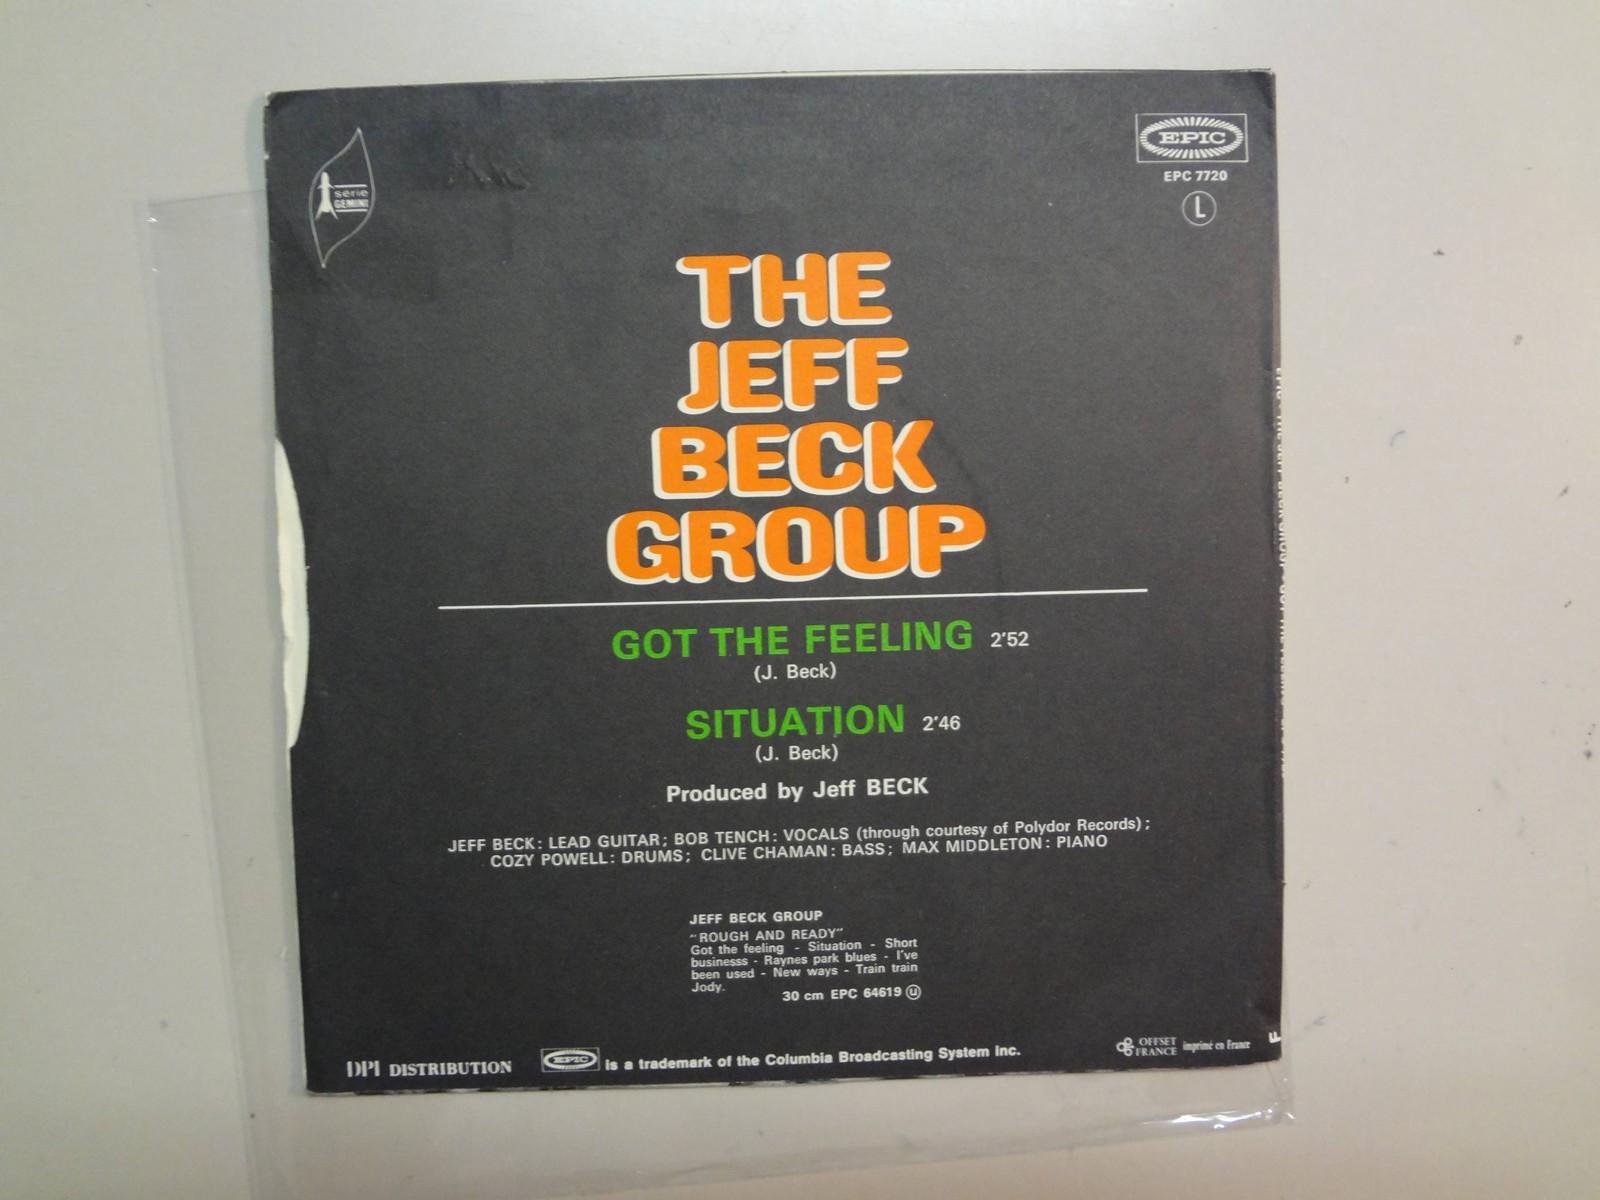 série
GEMINI
EPIC
EPC 7720
L
THE
JEFF
BECK
GROUP
GOT THE FEELING 2'52
(J. Beck)
SITUATION 2'46
(J. Beck)
Produced by Jeff BECK
JEFF BECK: LEAD GUITAR; BOB TENCH: VOCALS (through courtesy of Polydor Records);
COZY POWELL: DRUMS; CLIVE CHAMAN: BASS; MAX MIDDLETON: PIANO
JEFF BECK GROUP
"ROUGH AND READY"
Got the feeling - Situation - Short
businesss - Raynes park blues - I've
been used - New ways - Train train
Jody.
30 cm EPC 64619 U
DPI DISTRIBUTION
EPIC is a trademark of the Columbia Broadcasting System Inc.
OFFSET
FRANCE imprimé en France